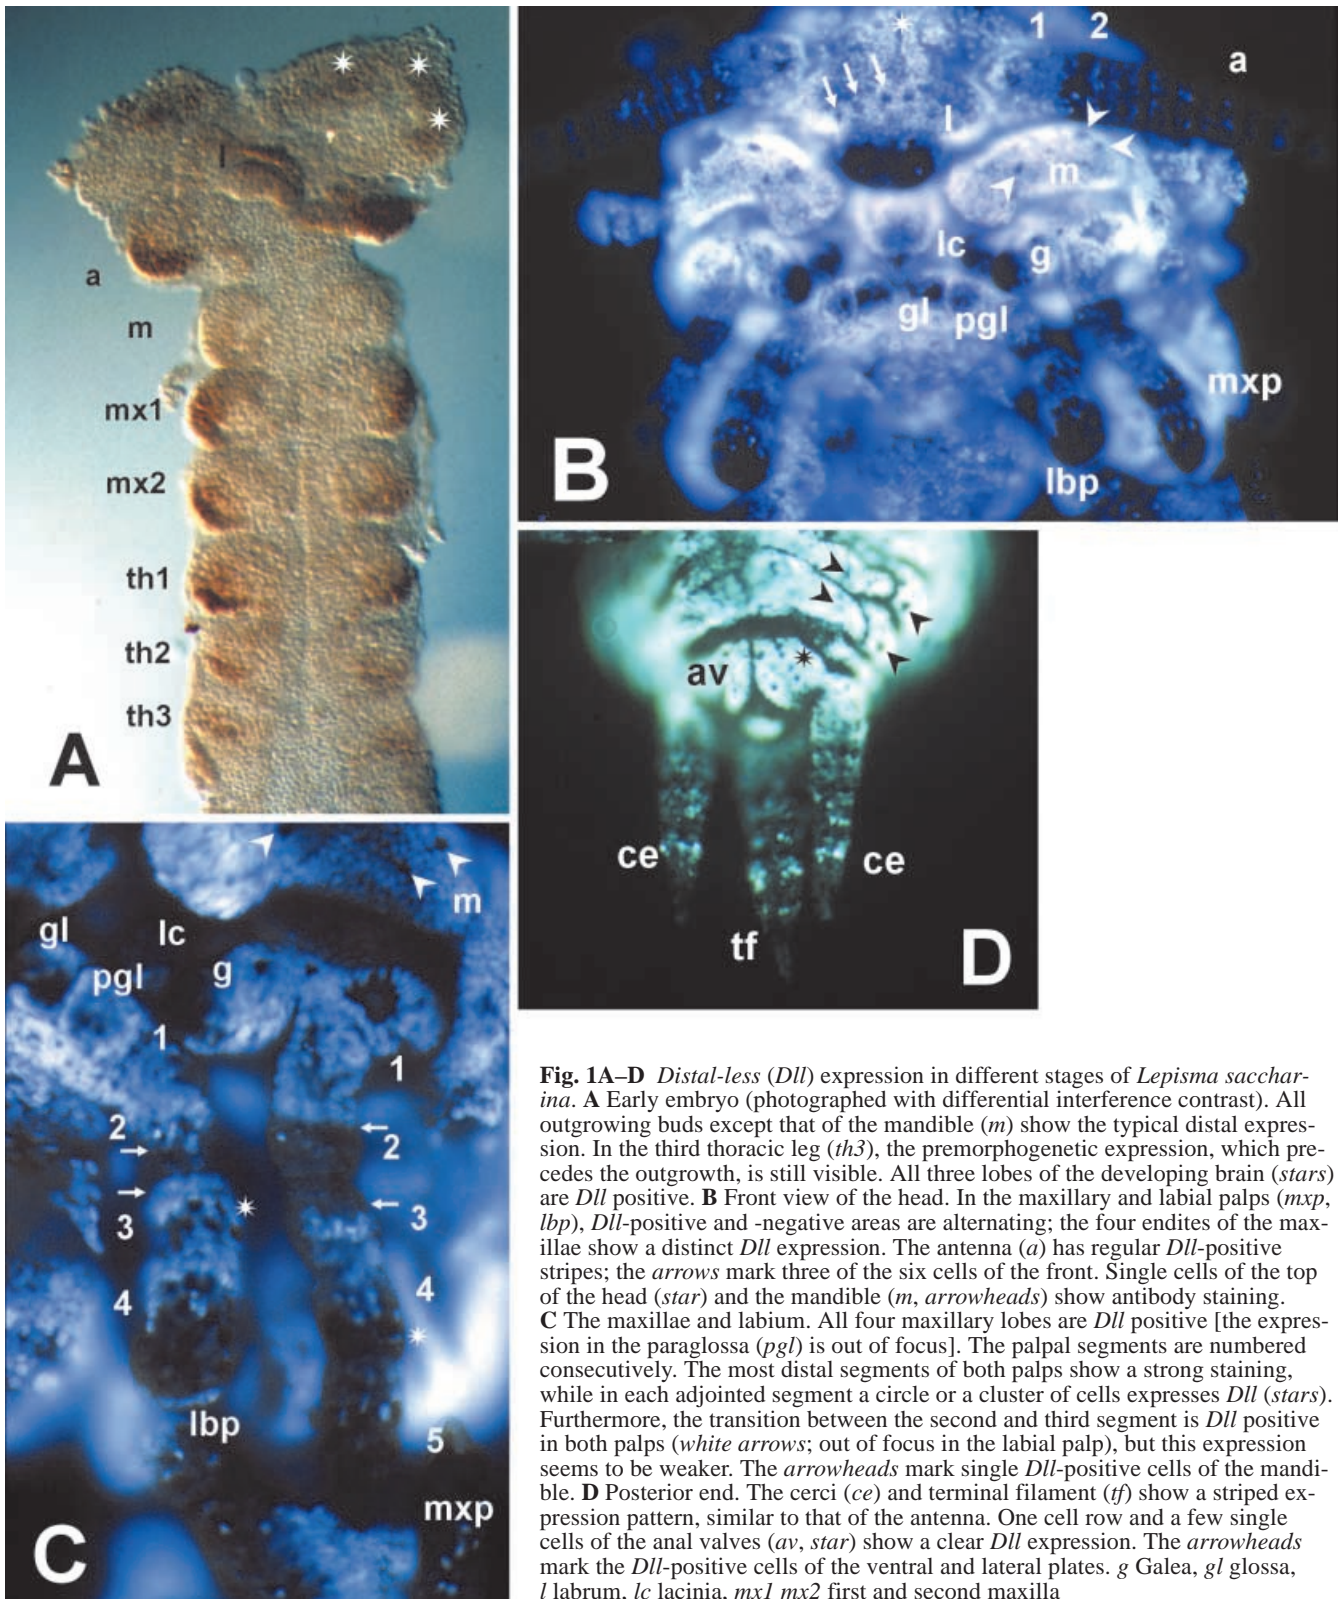 l
a
m
mx1
mx2
th1
th2
th3
A
1 2
a
l
m
lc
g
gl pgl
mxp
lbp
B
av
ce ce
tf
D
m
gl
lc
pgl
g
1
1
2
2
3
3
4
4
lbp
5
mxp
C
Fig. 1A–D Distal-less (Dll) expression in different stages of Lepisma sacchar-
ina. A Early embryo (photographed with differential interference contrast). All
outgrowing buds except that of the mandible (m) show the typical distal expres-
sion. In the third thoracic leg (th3), the premorphogenetic expression, which pre-
cedes the outgrowth, is still visible. All three lobes of the developing brain (stars)
are Dll positive. B Front view of the head. In the maxillary and labial palps (mxp,
lbp), Dll-positive and -negative areas are alternating; the four endites of the max-
illae show a distinct Dll expression. The antenna (a) has regular Dll-positive
stripes; the arrows mark three of the six cells of the front. Single cells of the top
of the head (star) and the mandible (m, arrowheads) show antibody staining.
C The maxillae and labium. All four maxillary lobes are Dll positive [the expres-
sion in the paraglossa (pgl) is out of focus]. The palpal segments are numbered
consecutively. The most distal segments of both palps show a strong staining,
while in each adjointed segment a circle or a cluster of cells expresses Dll (stars).
Furthermore, the transition between the second and third segment is Dll positive
in both palps (white arrows; out of focus in the labial palp), but this expression
seems to be weaker. The arrowheads mark single Dll-positive cells of the mandi-
ble. D Posterior end. The cerci (ce) and terminal filament (tf) show a striped ex-
pression pattern, similar to that of the antenna. One cell row and a few single
cells of the anal valves (av, star) show a clear Dll expression. The arrowheads
mark the Dll-positive cells of the ventral and lateral plates. g Galea, gl glossa,
l labrum, lc lacinia, mx1 mx2 first and second maxilla